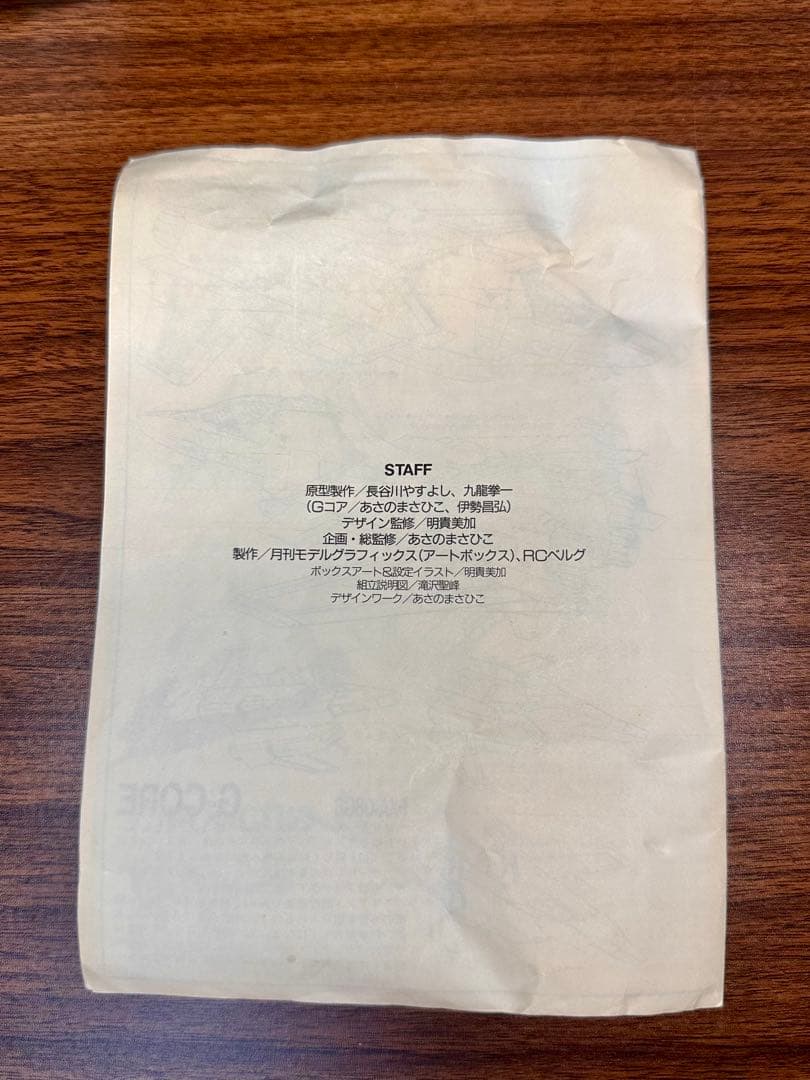 STAFF
原型製作／長谷川やすよし、九龍拳一
(Gコア／あさのまさひこ、伊勢昌弘)
デザイン監修／明貴美加
企画・総監修／あさのまさひこ
製作／月刊モデルグラフィックス(アートボックス)、RCベルグ
ボックスアート&設定イラスト／明貴美加
組立説明図／滝沢聖峰
デザインワーク／あさのまさひこ
G-CORE